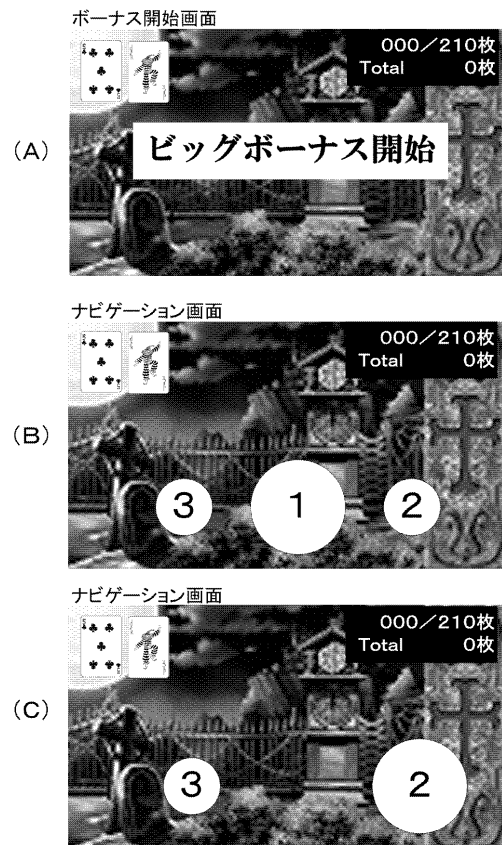 ボーナス開始画面
000／210枚
Total 0枚
(A)
ビッグボーナス開始
ナビゲーション画面
000／210枚
Total 0枚
(B)
3 1 2
ナビゲーション画面
000／210枚
Total 0枚
(C)
3 2